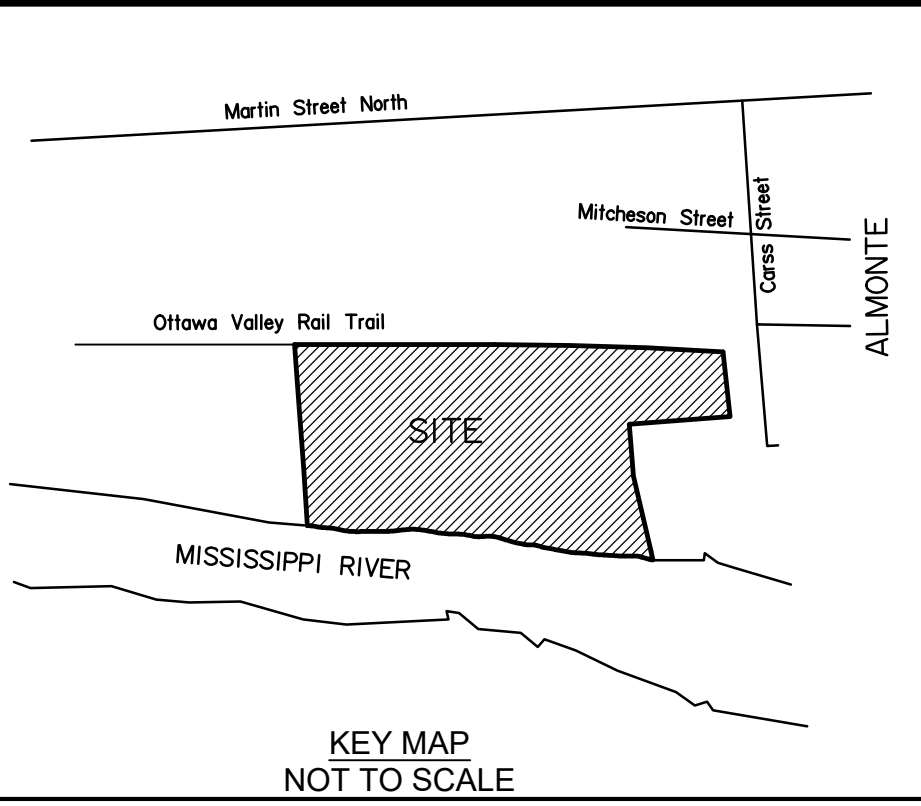 Martin Street North
Mitcheson Street
Carss Street
ALMONTE
Ottawa Valley Rail Trail
SITE
MISSISSIPPI RIVER
KEY MAP
NOT TO SCALE